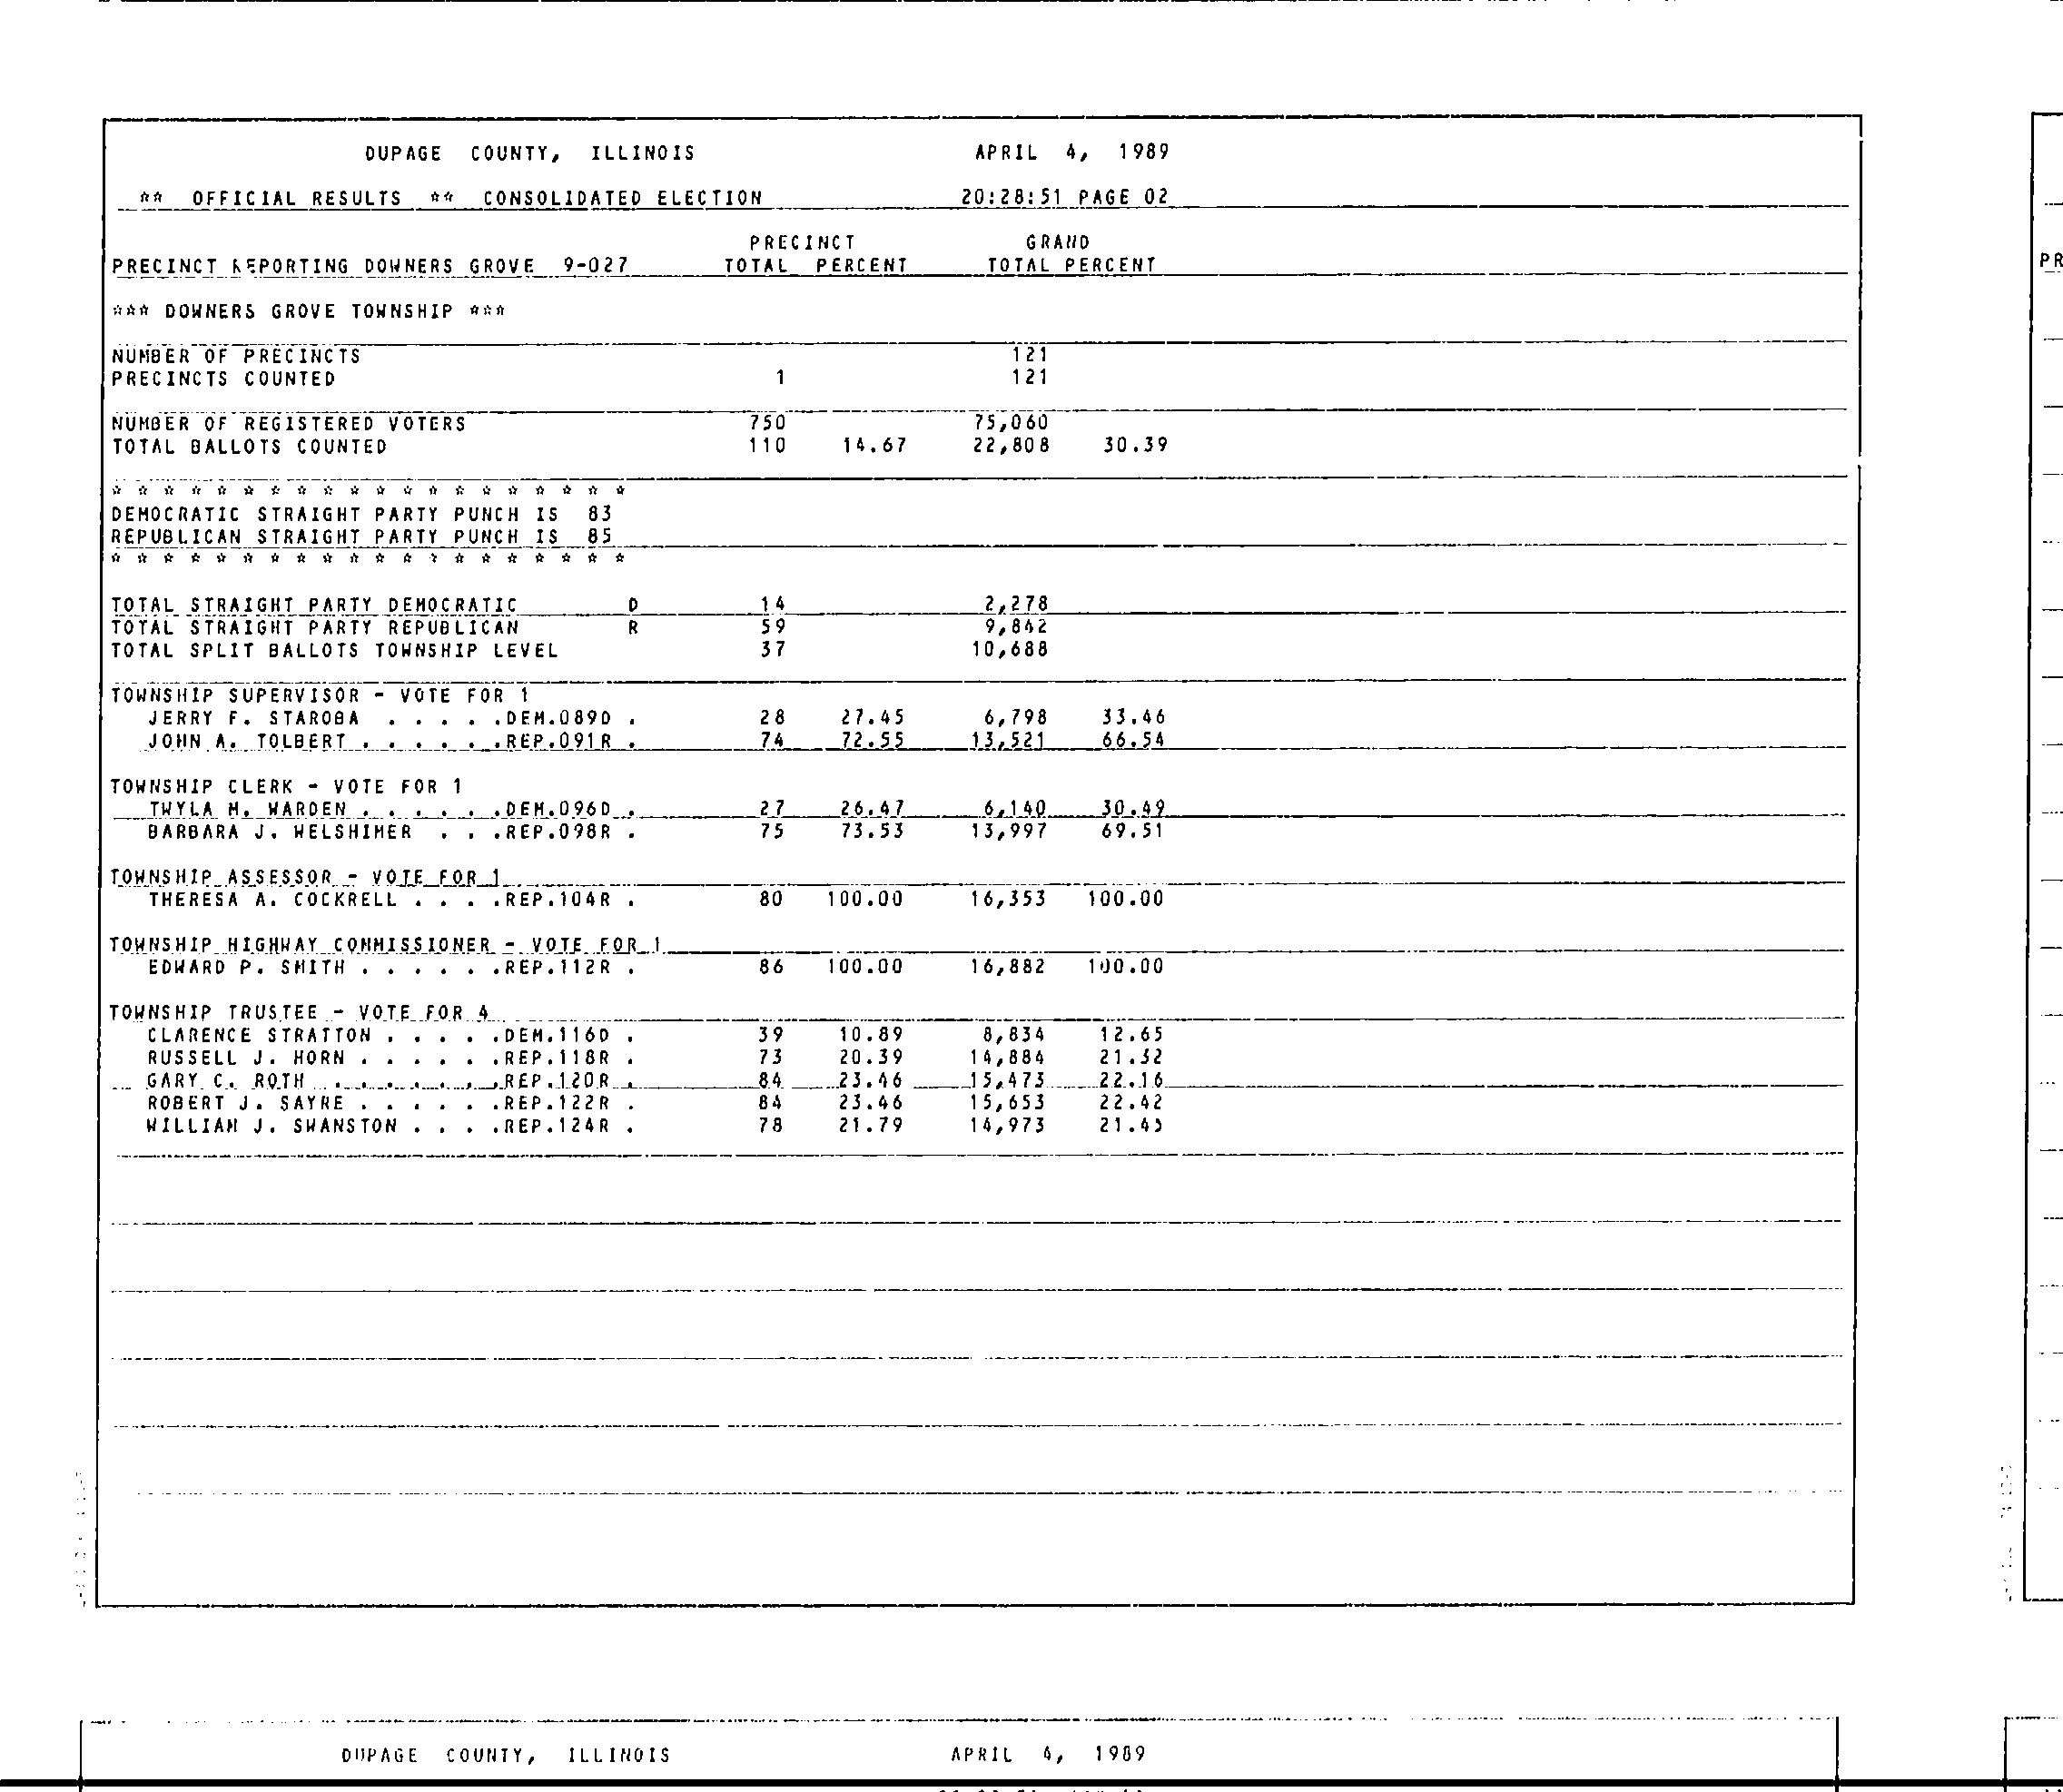 DUPAGE COUNTY, ILLINOIS APRIL 4, 1989
** OFFICIAL RESULTS ** CONSOLIDATED ELECTION 20:28:51 PAGE 02
PRECINCT GRAND
PRECINCT REPORTING DOWNERS GROVE 9-027 TOTAL PERCENT TOTAL PERCENT
PR
*** DOWNERS GROVE TOWNSHIP ***
NUMBER OF PRECINCTS 121
PRECINCTS COUNTED 1 121
NUMBER OF REGISTERED VOTERS 750 75,060
TOTAL BALLOTS COUNTED 110 14.67 22,808 30.39
* * * * * * * * * * * * * * * * * * * *
DEMOCRATIC STRAIGHT PARTY PUNCH IS 83
REPUBLICAN STRAIGHT PARTY PUNCH IS 85
* * * * * * * * * * * * * * * * * * * *
TOTAL STRAIGHT PARTY DEMOCRATIC D 14 2,278
TOTAL STRAIGHT PARTY REPUBLICAN R 59 9,842
TOTAL SPLIT BALLOTS TOWNSHIP LEVEL 37 10,688
TOWNSHIP SUPERVISOR - VOTE FOR 1
JERRY F. STAROBA . . . . .DEM.089D . 28 27.45 6,798 33.46
JOHN A. TOLBERT . . . . . .REP.091R . 74 72.55 13,521 66.54
TOWNSHIP CLERK - VOTE FOR 1
TWYLA M. WARDEN . . . . . .DEM.096D . 27 26.47 6,140 30.49
BARBARA J. WELSHIMER . . .REP.098R . 75 73.53 13,997 69.51
TOWNSHIP ASSESSOR - VOTE FOR 1
THERESA A. COCKRELL . . . .REP.104R . 80 100.00 16,353 100.00
TOWNSHIP HIGHWAY COMMISSIONER - VOTE FOR 1
EDWARD P. SMITH . . . . . .REP.112R . 86 100.00 16,882 100.00
TOWNSHIP TRUSTEE - VOTE FOR 4
CLARENCE STRATTON . . . . .DEM.116D . 39 10.89 8,834 12.65
RUSSELL J. HORN . . . . . .REP.118R . 73 20.39 14,884 21.32
GARY C. ROTH . . . . . . .REP.120R . 84 23.46 15,473 22.16
ROBERT J. SAYRE . . . . . .REP.122R . 84 23.46 15,653 22.42
WILLIAM J. SWANSTON . . . .REP.124R . 78 21.79 14,973 21.45
DUPAGE COUNTY, ILLINOIS APRIL 4, 1989